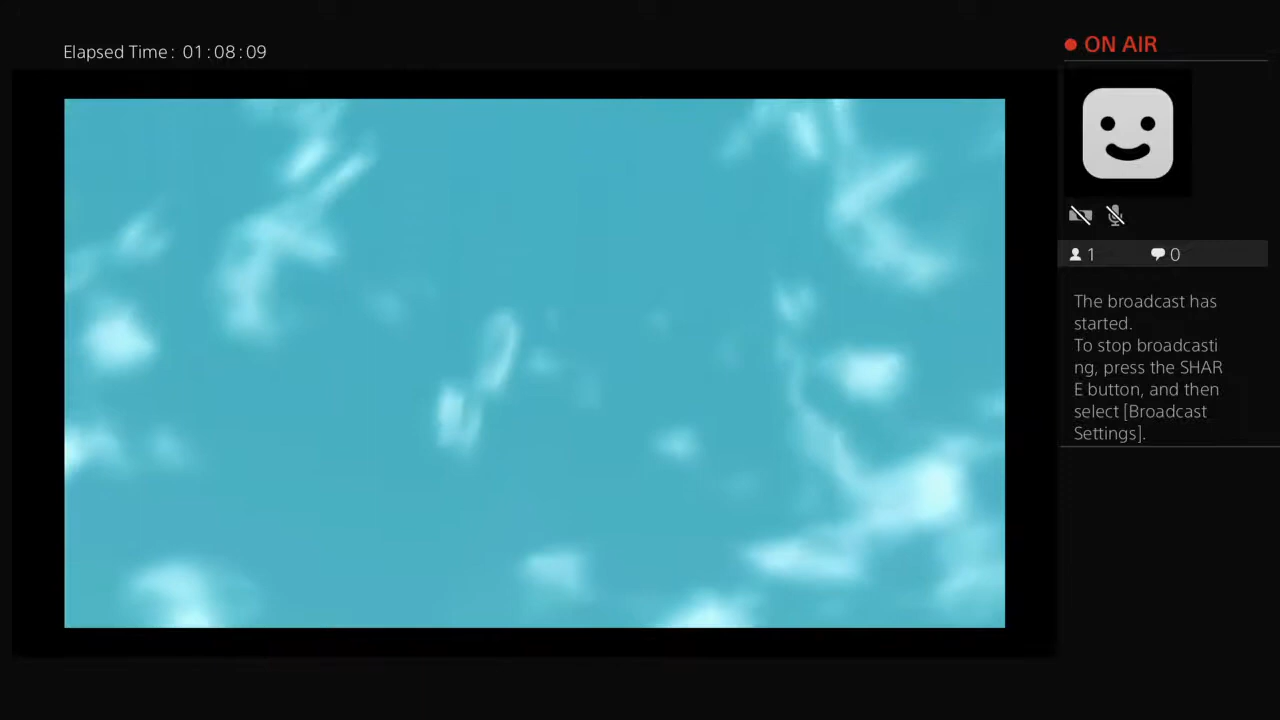 Elapsed Time: 01:08:09
ON AIR
1
0
The broadcast has
started.
To stop broadcasti
ng, press the SHAR
E button, and then
select [Broadcast
Settings].